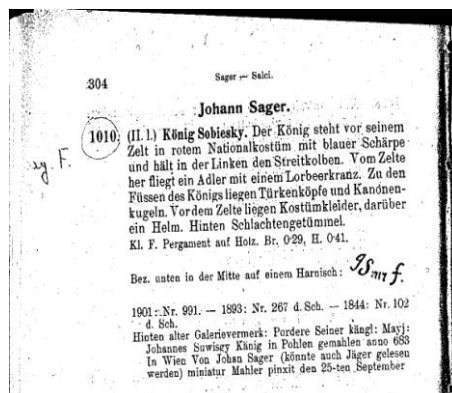 304
Sager — Salci.
Johann Sager.
1010. (II. 1.) König Sobiesky. Der König steht vor seinem
Zelt in rotem Nationalkostüm mit blauer Schärpe
und hält in der Linken den Streitkolben. Vom Zelte
her fliegt ein Adler mit einem Lorbeerkranz. Zu den
Füssen des Königs liegen Türkenköpfe und Kanonen-
kugeln. Vor dem Zelte liegen Kostümkleider, darüber
ein Helm. Hinten Schlachtengetümmel.
Kl. F. Pergament auf Holz. Br. 0·29, H. 0·41.
Bez. unten in der Mitte auf einem Harnisch:
1901: Nr. 991. — 1893: Nr. 267 d. Sch. — 1844: Nr. 102
d. Sch.
Hinten alter Galerievermerk: Pordere Seiner kängl: Mayj:
Johannes Suwisgy Känig in Pohlen gemahlen anno 683
In Wien Von Johan Sager (könnte auch Jäger gelesen
werden) miniatur Mahler pinxit den 25-ten September